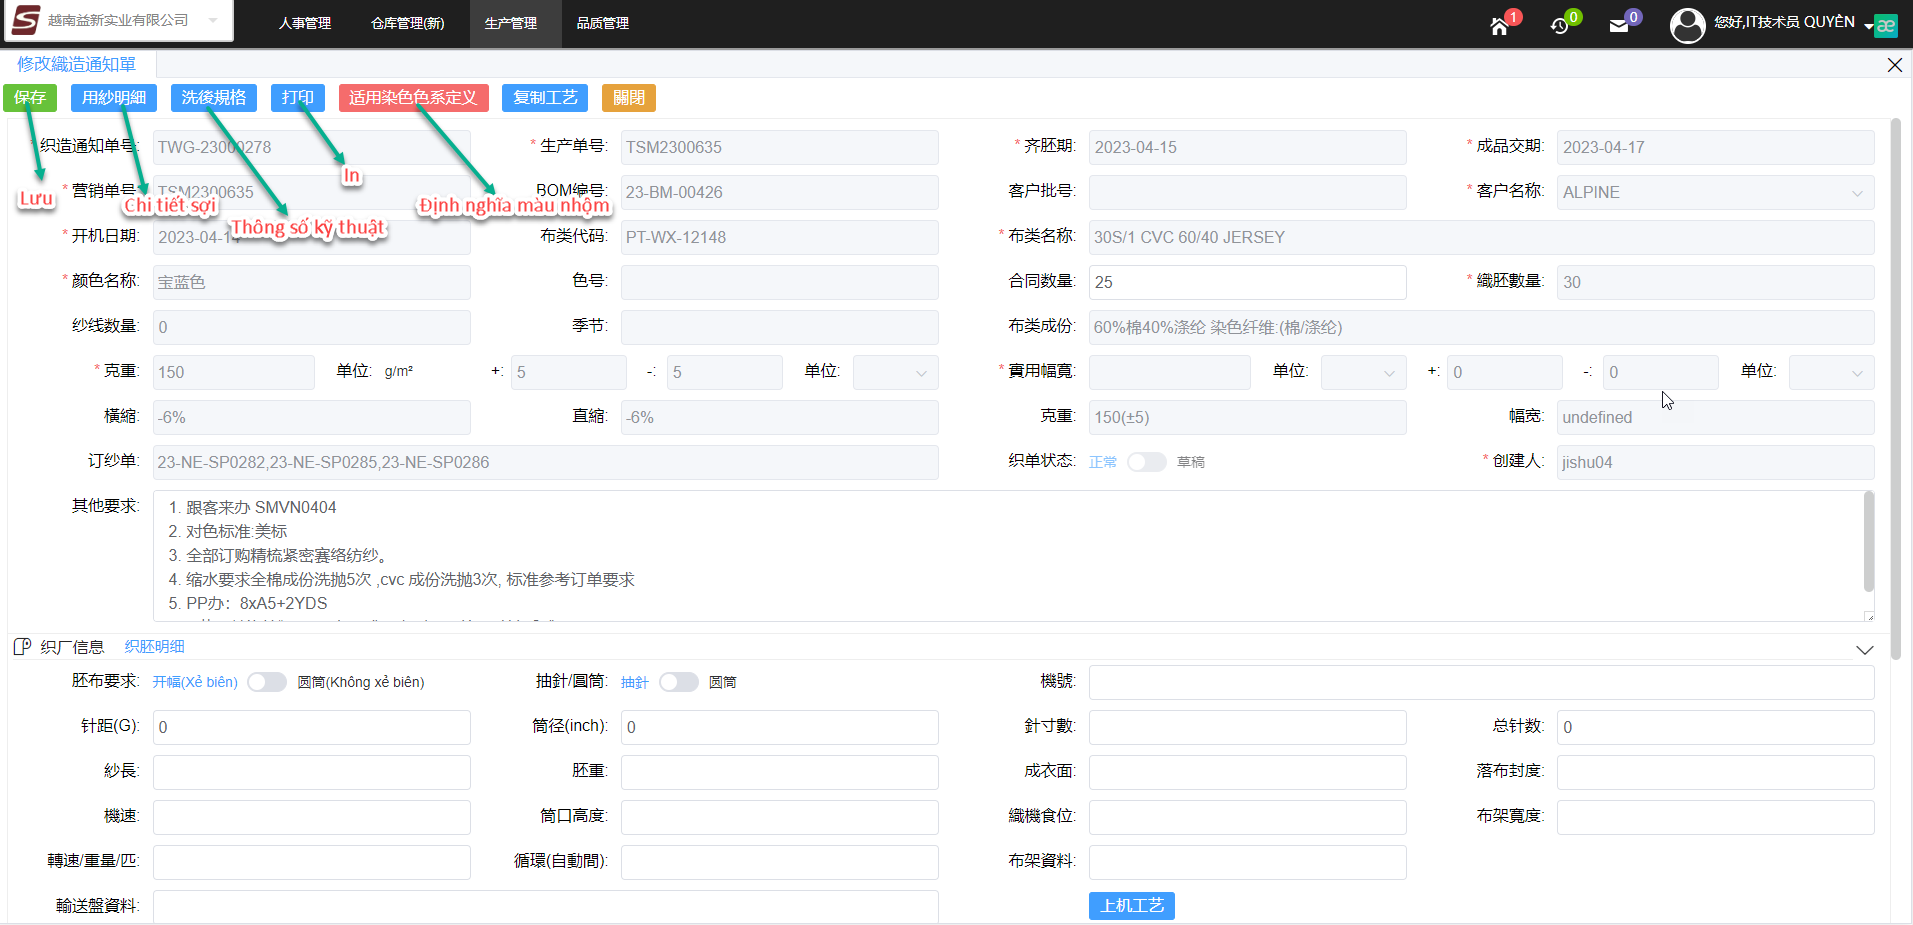 越南益新实业有限公司
人事管理 仓库管理(新) 生产管理 品质管理
1 0 0 您好,IT技术员 QUYÊN æ
修改織造通知單
保存 用紗明細 洗後規格 打印 适用染色色系定义 复制工艺 關閉
织造通知单号: TWG-23000278 * 生产单号: TSM2300635 * 齐胚期: 2023-04-15 * 成品交期: 2023-04-17
In
* 营销单号: TSM2300635 BOM编号: 23-BM-00426 客户批号: * 客户名称: ALPINE
Lưu Chi tiết sợi Định nghĩa màu nhộm
Thông số kỹ thuật
* 开机日期: 2023-04-14 布类代码: PT-WX-12148 * 布类名称: 30S/1 CVC 60/40 JERSEY
* 颜色名称: 宝蓝色 色号: 合同数量: 25 * 織胚數量: 30
纱线数量: 0 季节: 布类成份: 60%棉40%涤纶 染色纤维:(棉/涤纶)
* 克重: 150 单位: g/m² +: 5 -: 5 单位: * 實用幅寬: 单位: +: 0 -: 0 单位:
橫縮: -6% 直縮: -6% 克重: 150(±5) 幅宽: undefined
订纱单: 23-NE-SP0282,23-NE-SP0285,23-NE-SP0286 织单状态: 正常 草稿 * 创建人: jishu04
其他要求: 1. 跟客来办 SMVN0404
2. 对色标准:美标
3. 全部订购精梳紧密赛络纺纱。
4. 缩水要求全棉成份洗抛5次 ,cvc 成份洗抛3次, 标准参考订单要求
5. PP办：8xA5+2YDS
织厂信息 织胚明细
胚布要求: 开幅(Xẻ biên) 圆筒(Không xẻ biên) 抽針/圓筒: 抽針 圆筒 機號:
针距(G): 0 筒径(inch): 0 針寸數: 总针数: 0
紗長: 胚重: 成衣面: 落布封度:
機速: 筒口高度: 織機食位: 布架寬度:
轉速/重量/匹: 循環(自動間): 布架資料:
輸送盤資料: 上机工艺